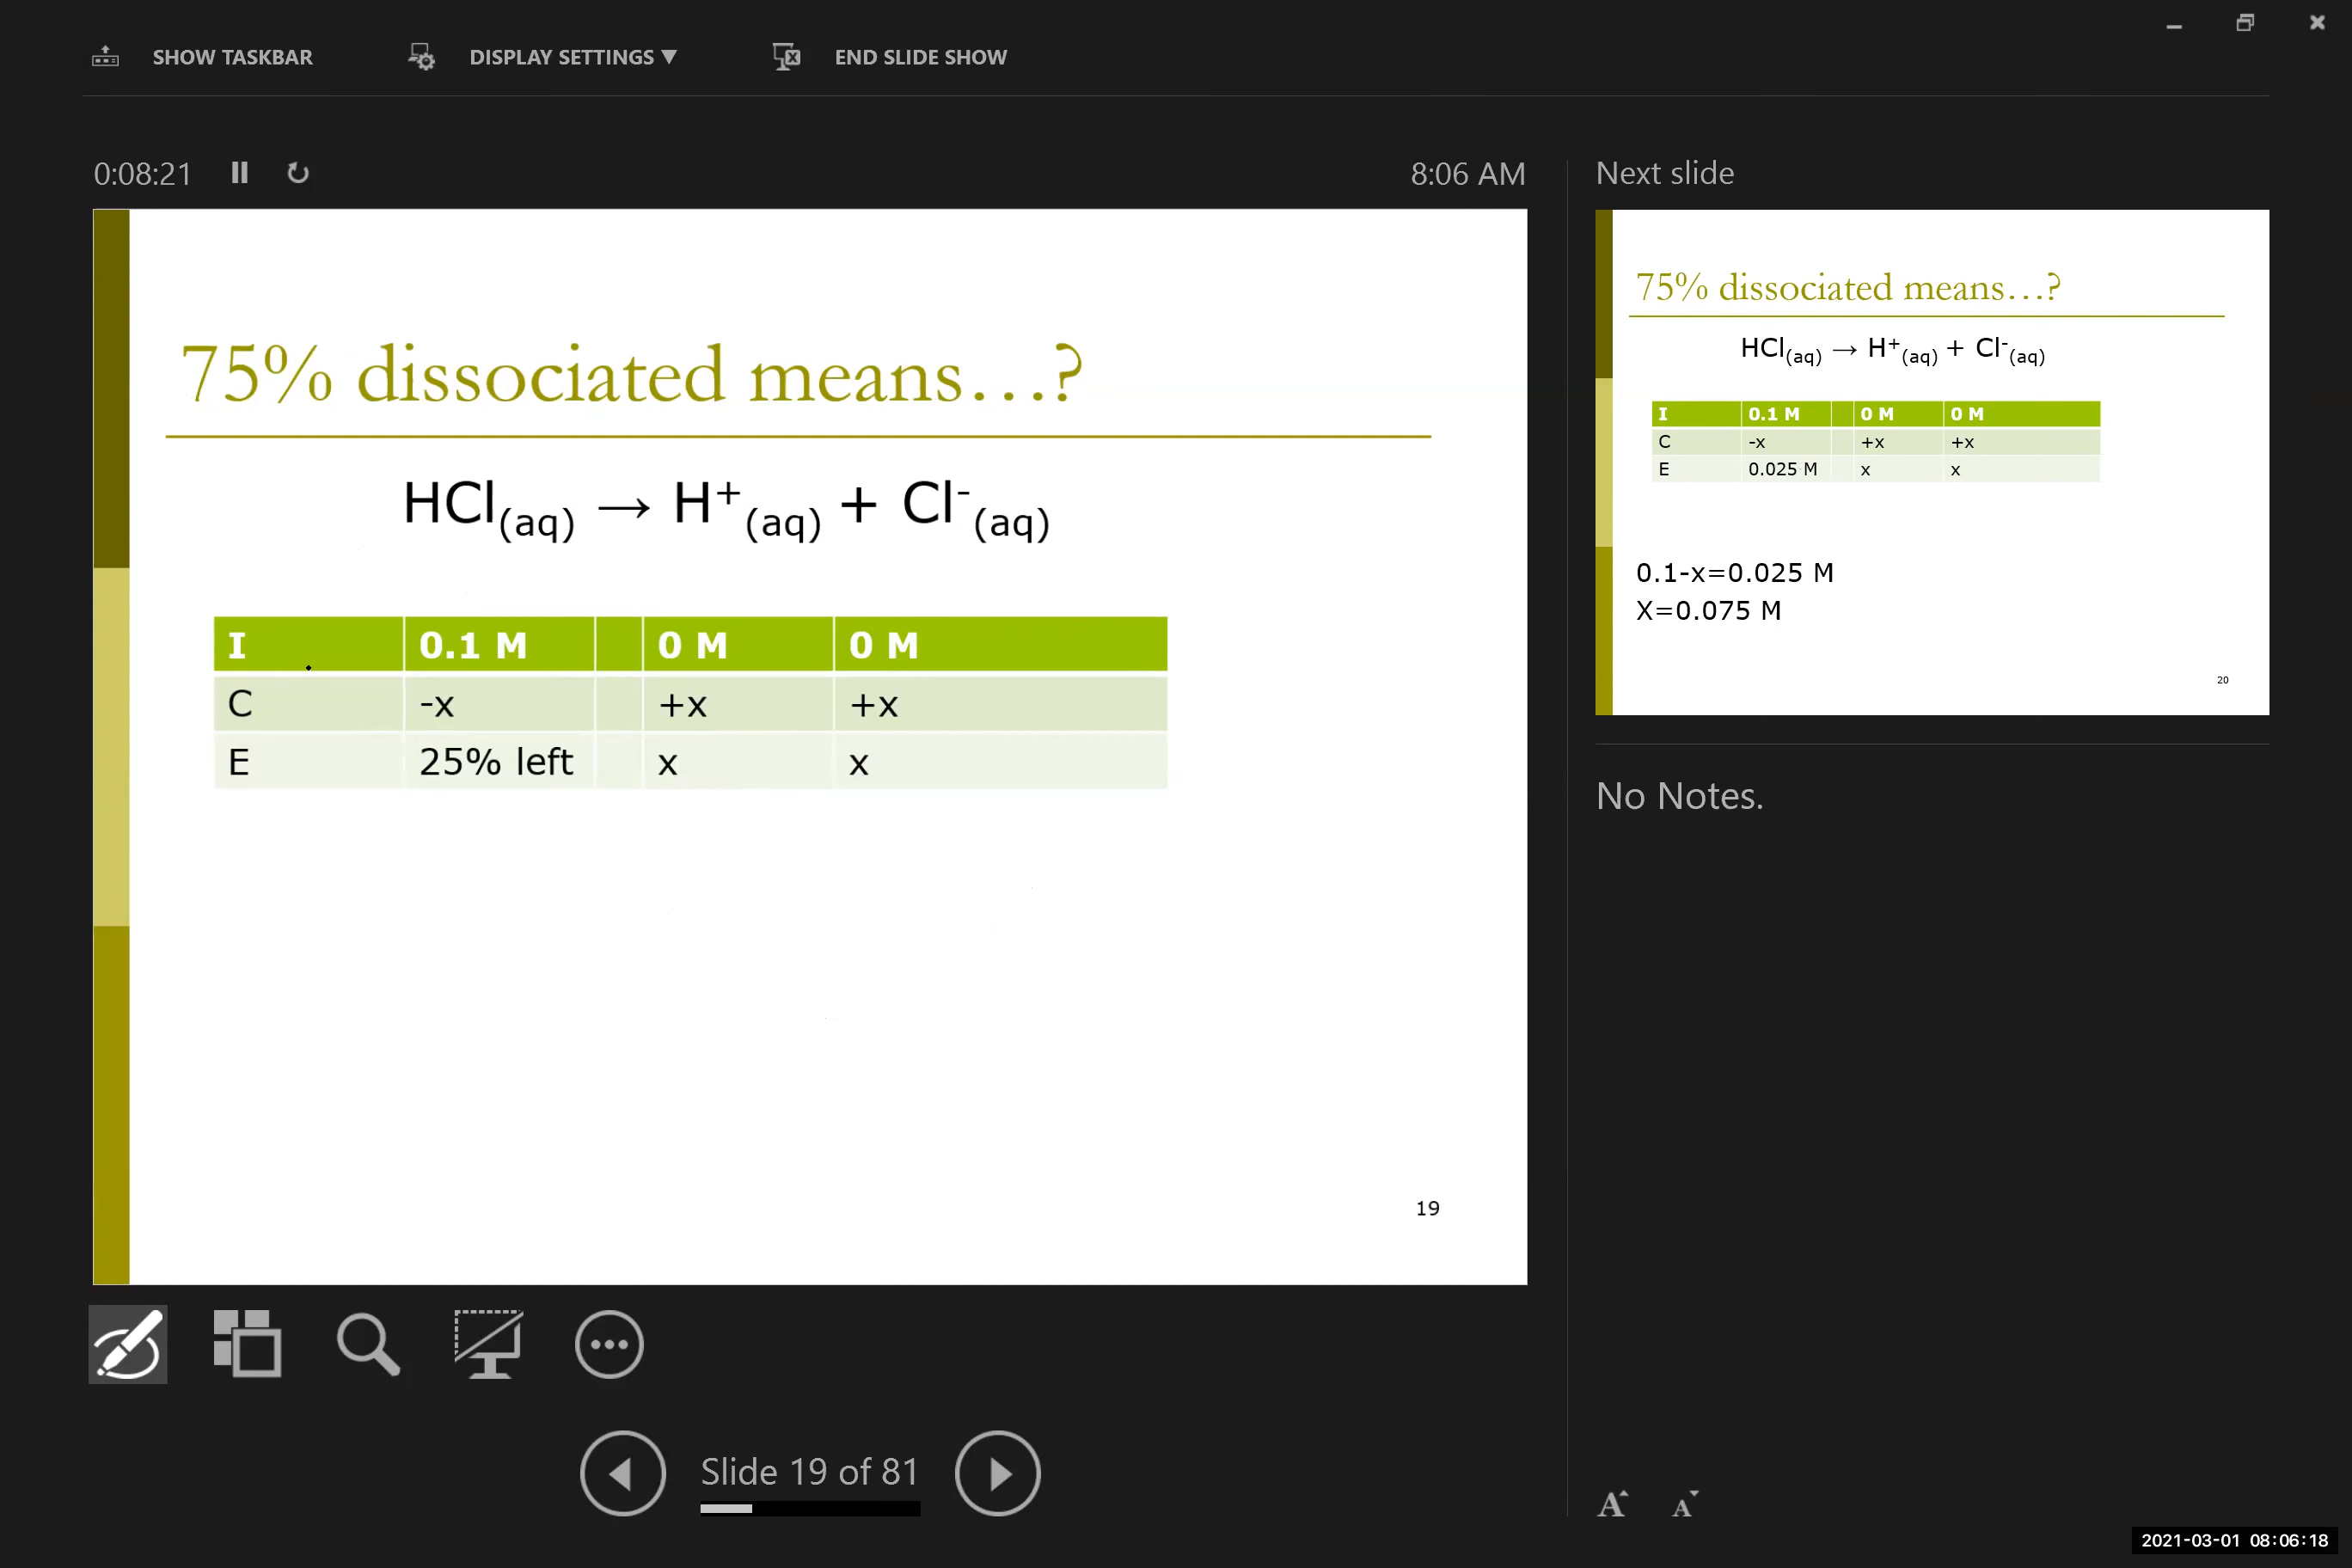 SHOW TASKBAR DISPLAY SETTINGS ▼ END SLIDE SHOW
0:08:21 8:06 AM
75% dissociated means…?
HCl(aq) → H+(aq) + Cl-(aq)
I 0.1 M 0 M 0 M
C -x +x +x
E 25% left x x
19
Slide 19 of 81
Next slide
75% dissociated means…?
HCl(aq) → H+(aq) + Cl-(aq)
I 0.1 M 0 M 0 M
C -x +x +x
E 0.025 M x x
0.1-x=0.025 M
X=0.075 M
20
No Notes.
A A
2021-03-01 08:06:18